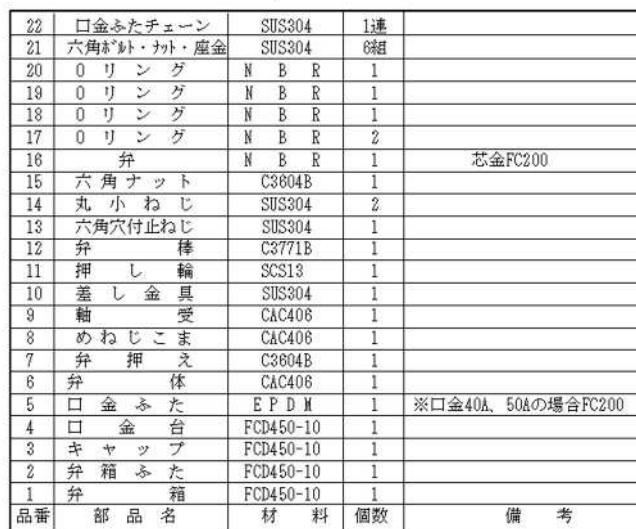 22 口金ふたチェーン SUS304 1連
21 六角ボルト・ナット・座金 SUS304 6組
20 Oリング NBR 1
19 Oリング NBR 1
18 Oリング NBR 1
17 Oリング NBR 2
16 弁 NBR 1 芯金FC200
15 六角ナット C3604B 1
14 丸小ねじ SUS304 2
13 六角穴付止ねじ SUS304 1
12 弁棒 C3771B 1
11 押し輪 SCS13 1
10 差し金具 SUS304 1
9 軸受 CAC406 1
8 めねじこま CAC406 1
7 弁押え C3604B 1
6 弁体 CAC406 1
5 口金ふた EPDM 1 ※口金40A、50Aの場合FC200
4 口金台 FCD450-10 1
3 キャップ FCD450-10 1
2 弁箱ふた FCD450-10 1
1 弁箱 FCD450-10 1
品番 部品名 材料 個数 備考